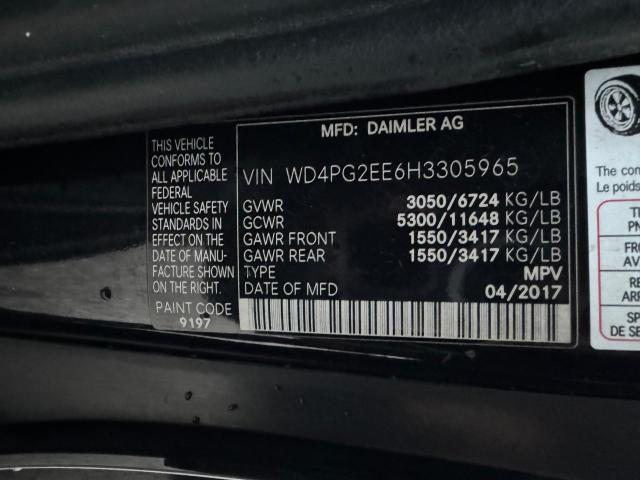 THIS VEHICLE
CONFORMS TO
ALL APPLICABLE
FEDERAL
VEHICLE SAFETY
STANDARDS IN
EFFECT ON THE
DATE OF MANU-
FACTURE SHOWN
ON THE RIGHT.
PAINT CODE
9197
MFD: DAIMLER AG
VIN WD4PG2EE6H3305965
GVWR 3050/6724 KG/LB
GCWR 5300/11648 KG/LB
GAWR FRONT 1550/3417 KG/LB
GAWR REAR 1550/3417 KG/LB
TYPE MPV
DATE OF MFD 04/2017
The com
Le poids
DE SE